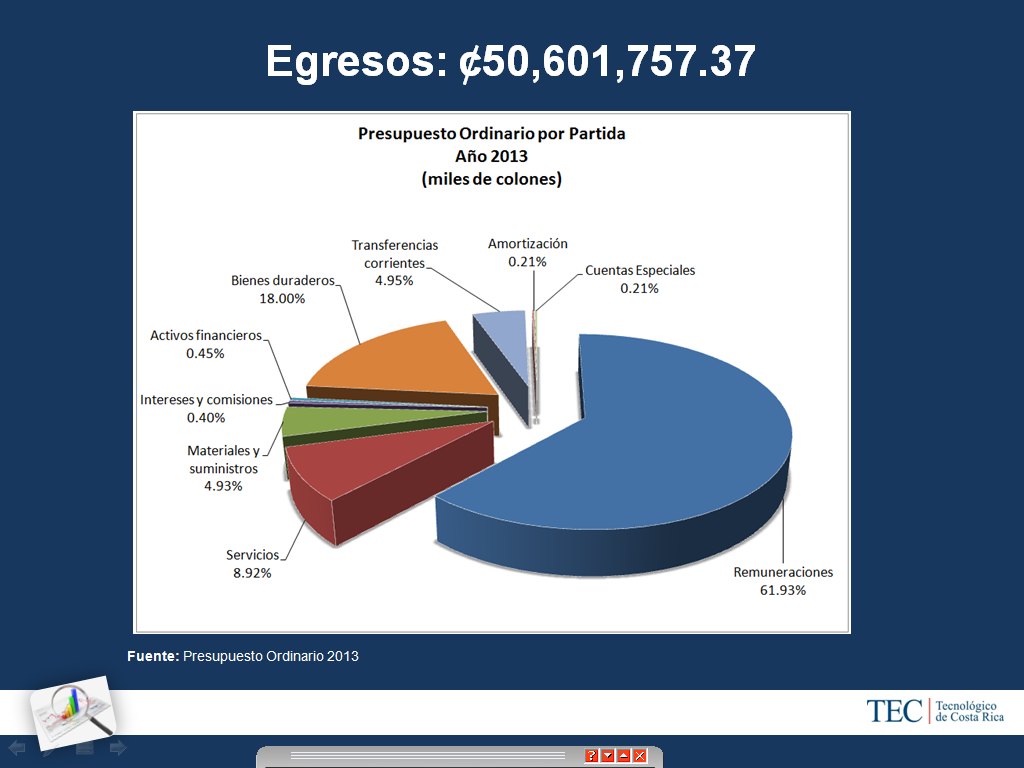 Egresos: ₡50,601,757.37
Presupuesto Ordinario por Partida
Año 2013
(miles de colones)
Transferencias
corrientes
4.95%
Amortización
0.21%
Cuentas Especiales
0.21%
Bienes duraderos
18.00%
Activos financieros
0.45%
Intereses y comisiones
0.40%
Materiales y
suministros
4.93%
Servicios
8.92%
Remuneraciones
61.93%
Fuente: Presupuesto Ordinario 2013
TEC | Tecnológico
de Costa Rica